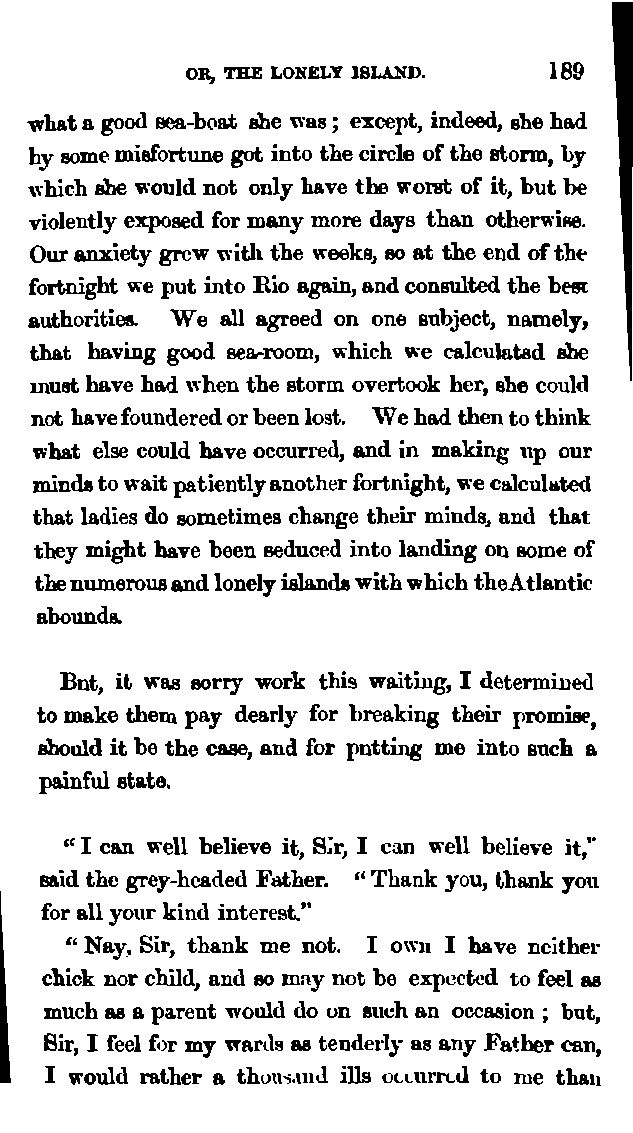 OR, THE LONELY ISLAND. 189
what a good sea-boat she was; except, indeed, she had
by some misfortune got into the circle of the storm, by
which she would not only have the worst of it, but be
violently exposed for many more days than otherwise.
Our anxiety grew with the weeks, so at the end of the
fortnight we put into Rio again, and consulted the best
authorities. We all agreed on one subject, namely,
that having good sea-room, which we calculated she
must have had when the storm overtook her, she could
not have foundered or been lost. We had then to think
what else could have occurred, and in making up our
minds to wait patiently another fortnight, we calculated
that ladies do sometimes change their minds, and that
they might have been seduced into landing on some of
the numerous and lonely islands with which the Atlantic
abounds.
But, it was sorry work this waiting, I determined
to make them pay dearly for breaking their promise,
should it be the case, and for putting me into such a
painful state.
“I can well believe it, Sir, I can well believe it,”
said the grey-headed Father. “Thank you, thank you
for all your kind interest.”
“Nay, Sir, thank me not. I own I have neither
chick nor child, and so may not be expected to feel as
much as a parent would do on such an occasion; but,
Sir, I feel for my wards as tenderly as any Father can,
I would rather a thousand ills occurred to me than